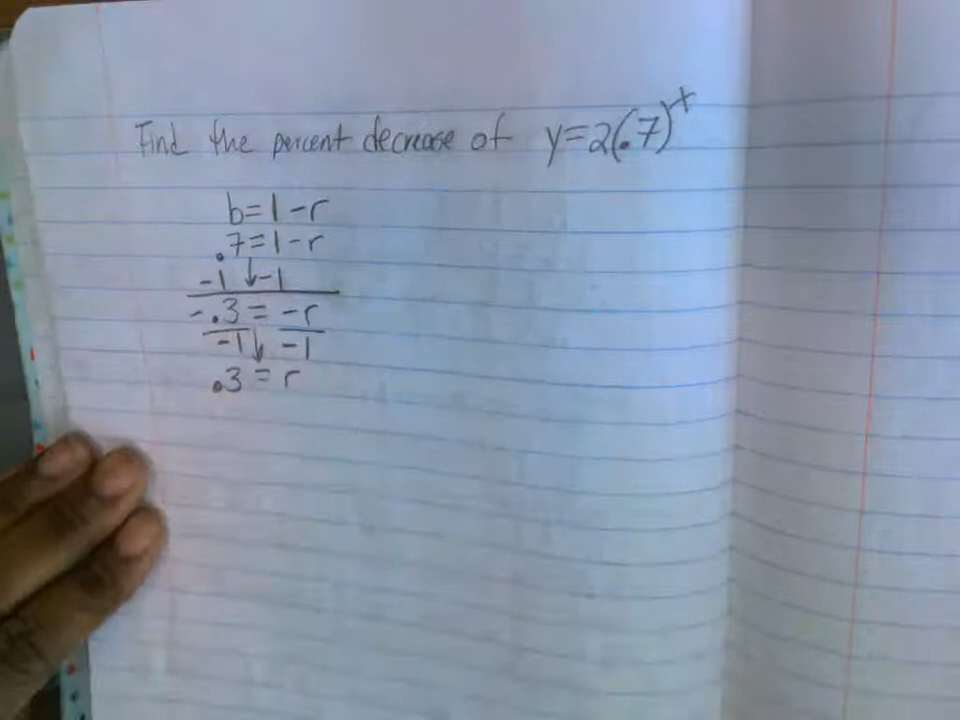 Find the percent decrease of y=2(.7)^x
b=1-r
.7=1-r
-1 ↓-1
-.3 = -r
-1 ↓ -1
.3 = r